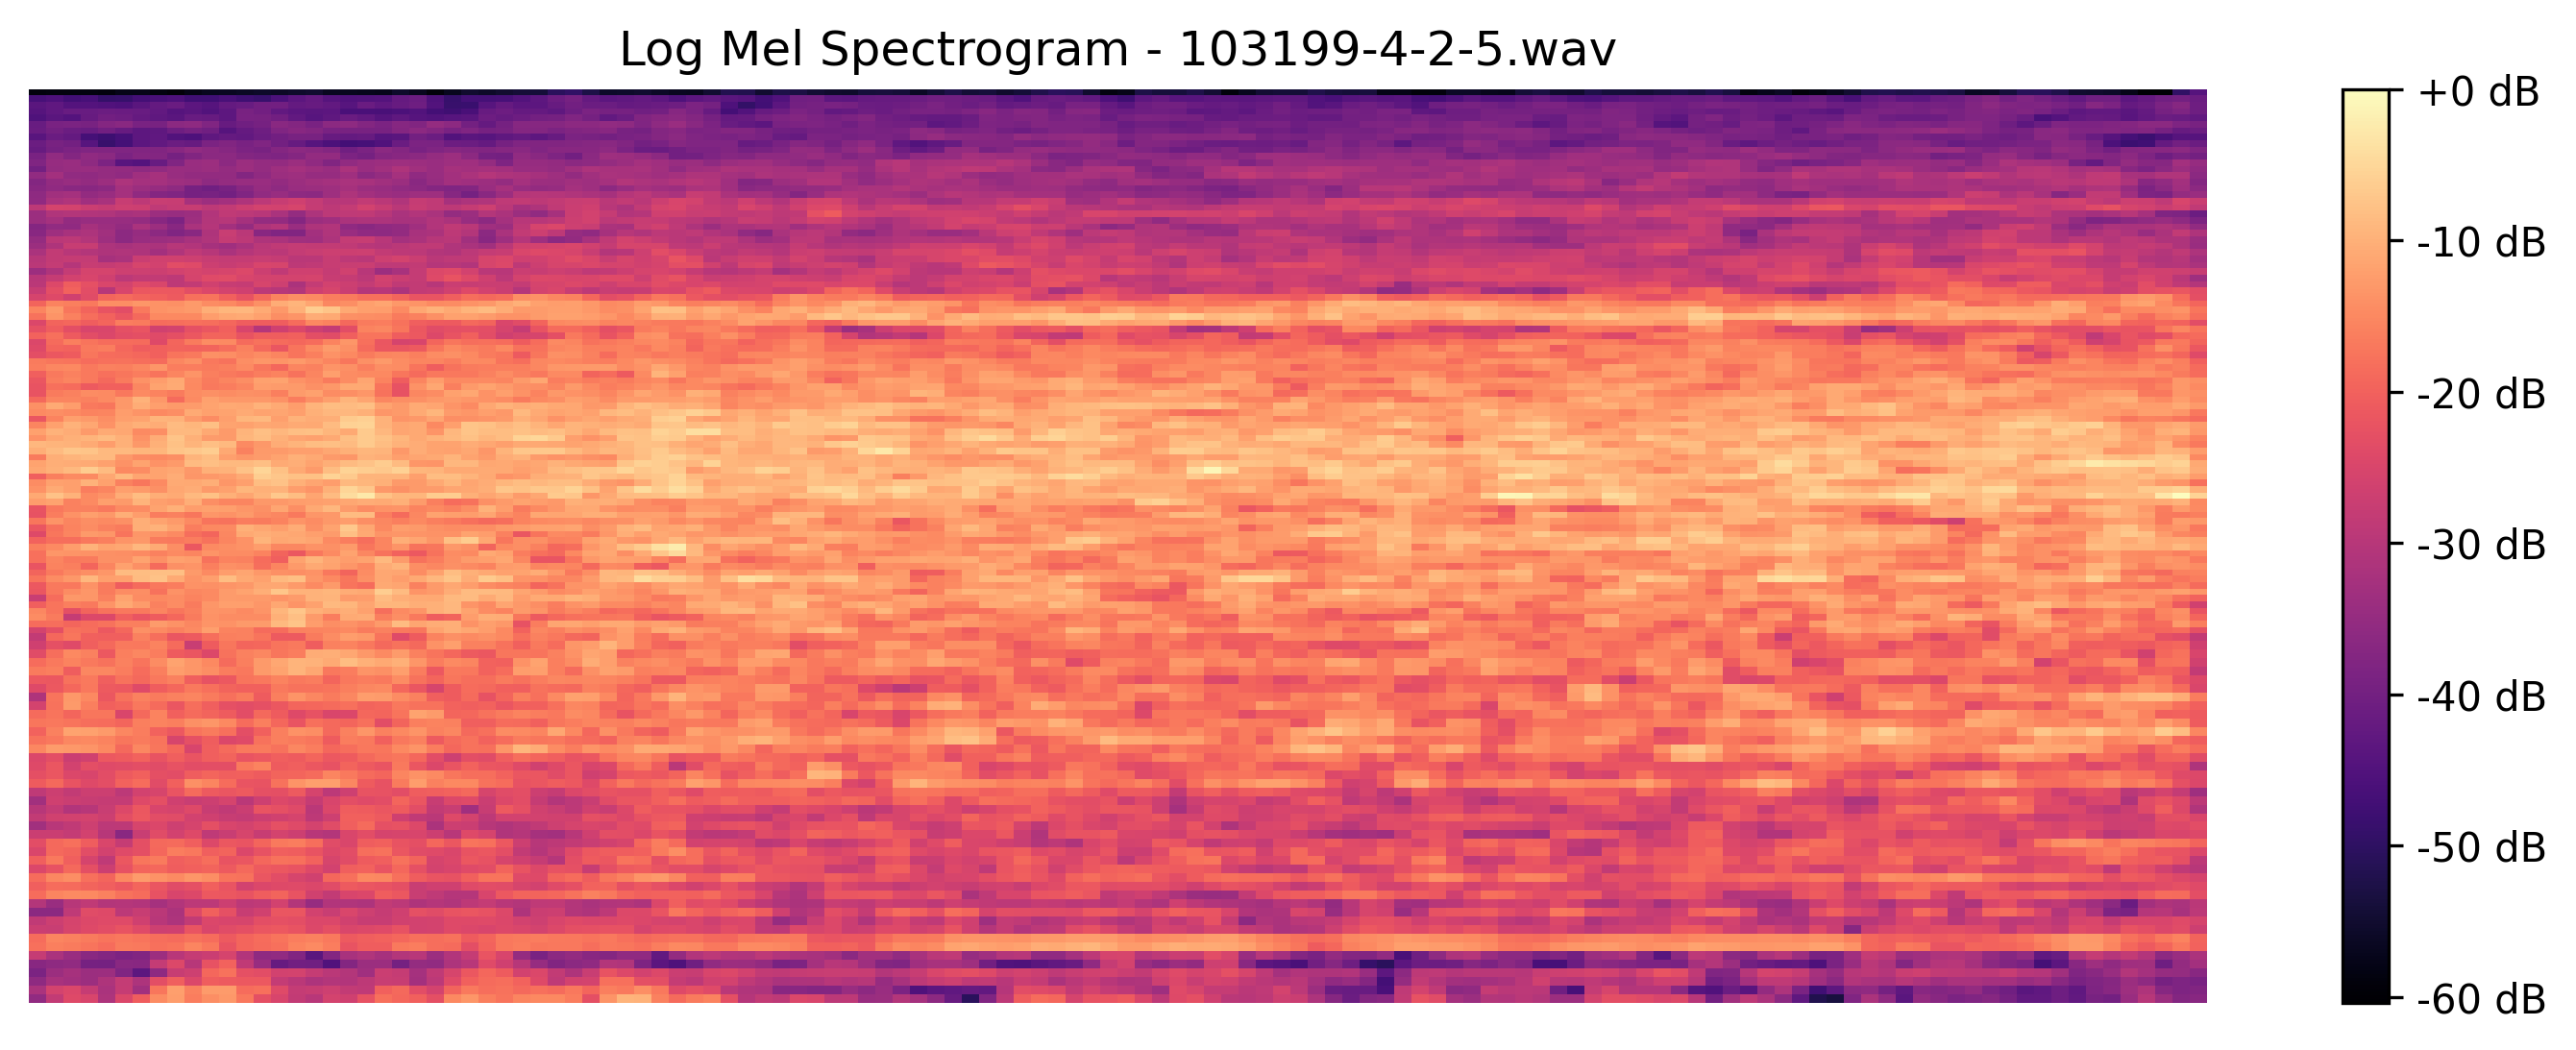 Log Mel Spectrogram - 103199-4-2-5.wav
+0 dB
-10 dB
-20 dB
-30 dB
-40 dB
-50 dB
-60 dB